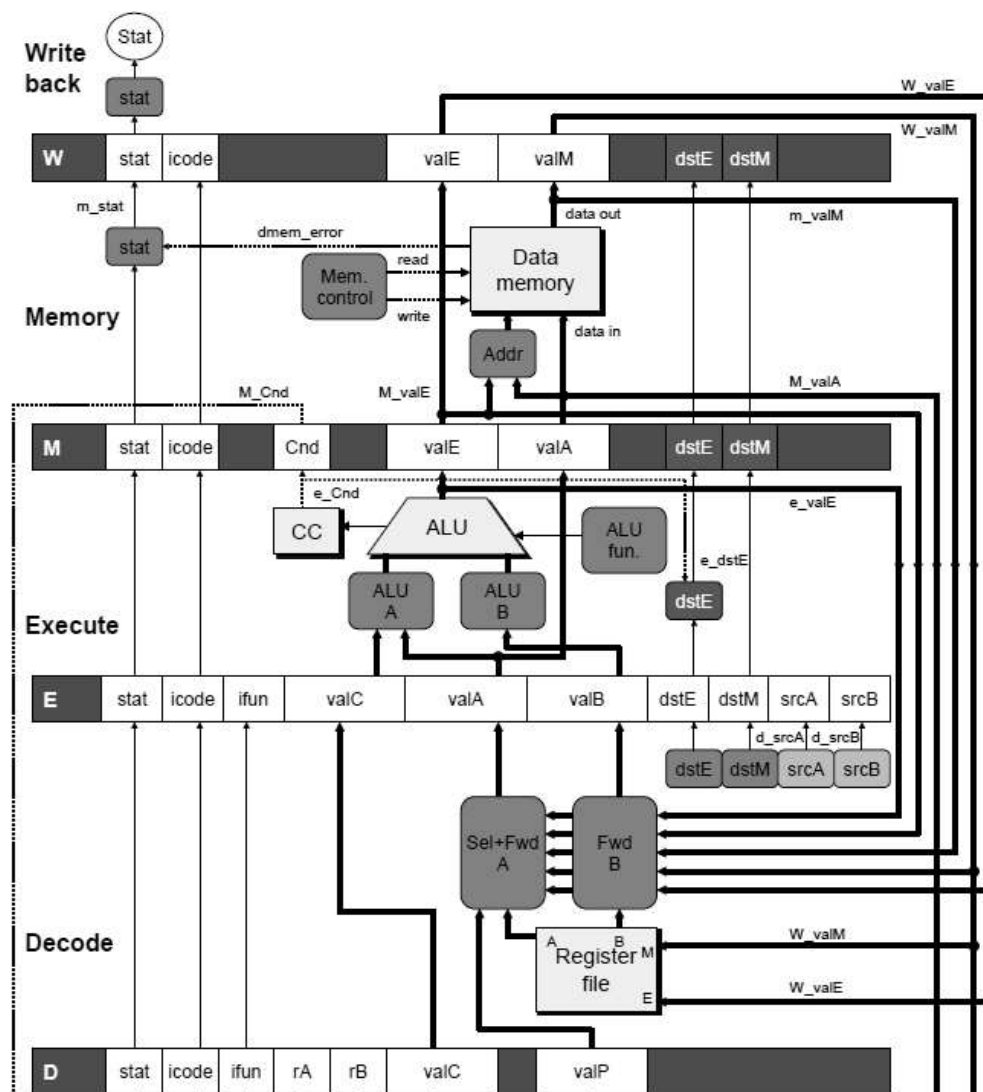 Stat
Write
back
stat
W_valE
W_valM
W
stat
icode
valE
valM
dstE
dstM
m_stat
data out
m_valM
dmem_error
stat
read
Mem.
control
Data
memory
write
Memory
data in
Addr
M_Cnd
M_valE
M_valA
M
stat
icode
Cnd
valE
valA
dstE
dstM
e_Cnd
e_valE
CC
ALU
ALU
fun.
e_dstE
ALU
A
ALU
B
dstE
Execute
E
stat
icode
ifun
valC
valA
valB
dstE
dstM
srcA
srcB
d_srcA
d_srcB
dstE
dstM
srcA
srcB
Sel+Fwd
A
Fwd
B
Decode
A
B
M
Register
file
E
W_valM
W_valE
D
stat
icode
ifun
rA
rB
valC
valP